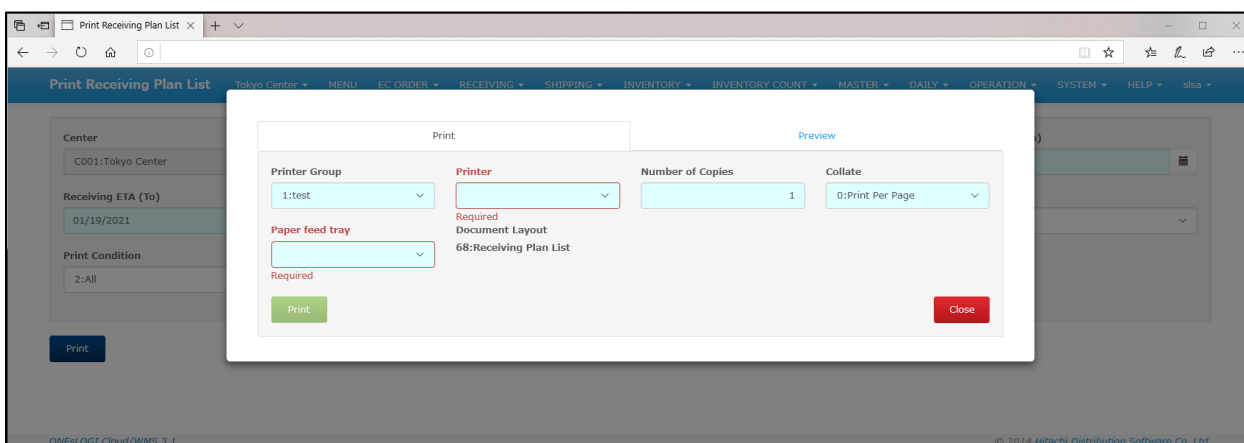 Print Receiving Plan List
Print Receiving Plan List Tokyo Center MENU EC ORDER RECEIVING SHIPPING INVENTORY INVENTORY COUNT MASTER DAILY OPERATION SYSTEM HELP slsa
Center
C001:Tokyo Center
Receiving ETA (To)
01/19/2021
Print Condition
2:All
Print
Print Preview
Printer Group Printer Number of Copies Collate
1:test 1 0:Print Per Page
Required
Paper feed tray Document Layout
68:Receiving Plan List
Required
Print Close
ONEsLOGI Cloud/WMS 3.1 © 2014 Hitachi Distribution Software Co.,Ltd.